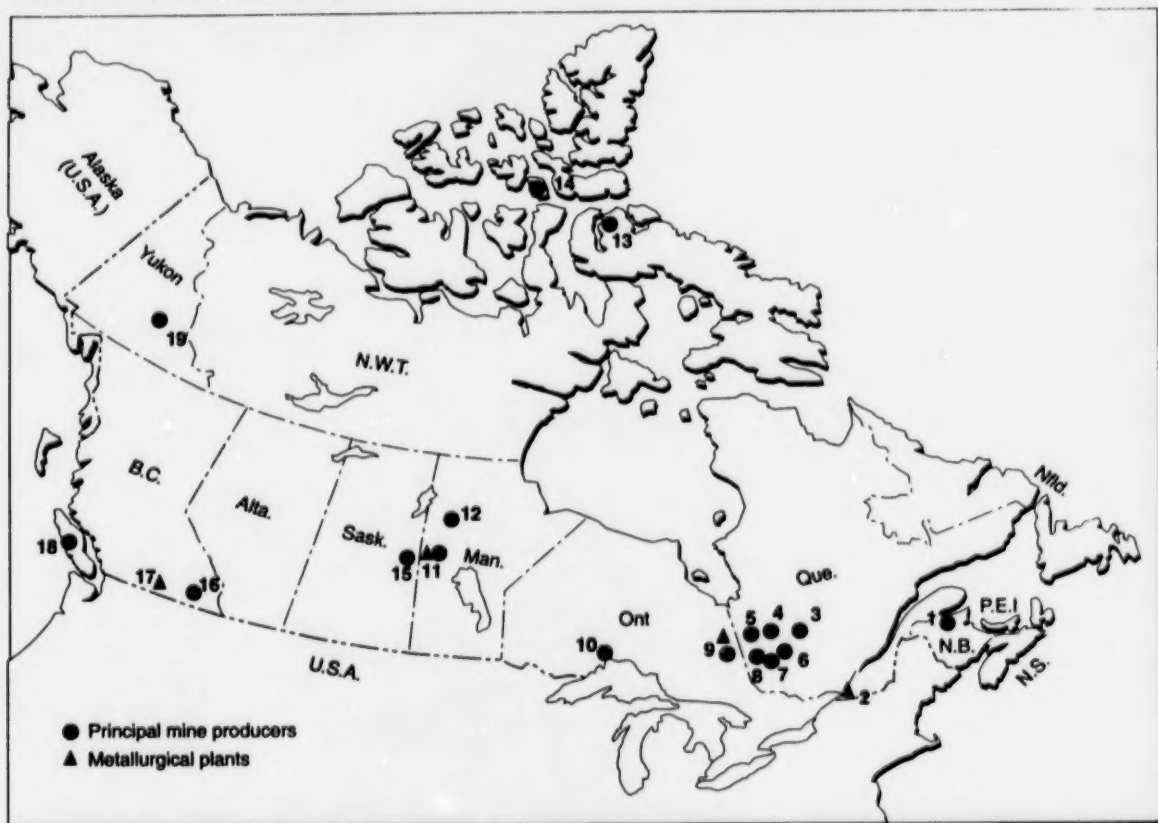 Alaska
(U.S.A.)
Yukon
19
14
13
N.W.T.
B.C.
Alta.
Sask.
Man.
12
15
11
18
17
16
U.S.A.
Ont
10
9
Que.
5
4
3
8
7
6
2
Nfld.
1
P.E.I
N.B.
N.S.
Principal mine producers
Metallurgical plants